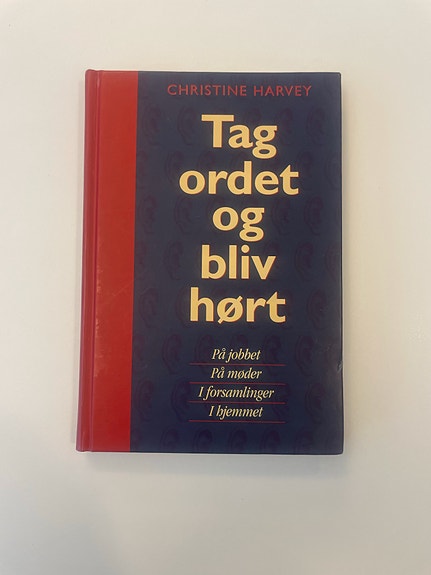 CHRISTINE HARVEY
Tag
ordet
og
bliv
hørt
På jobbet
På møder
I forsamlinger
I hjemmet